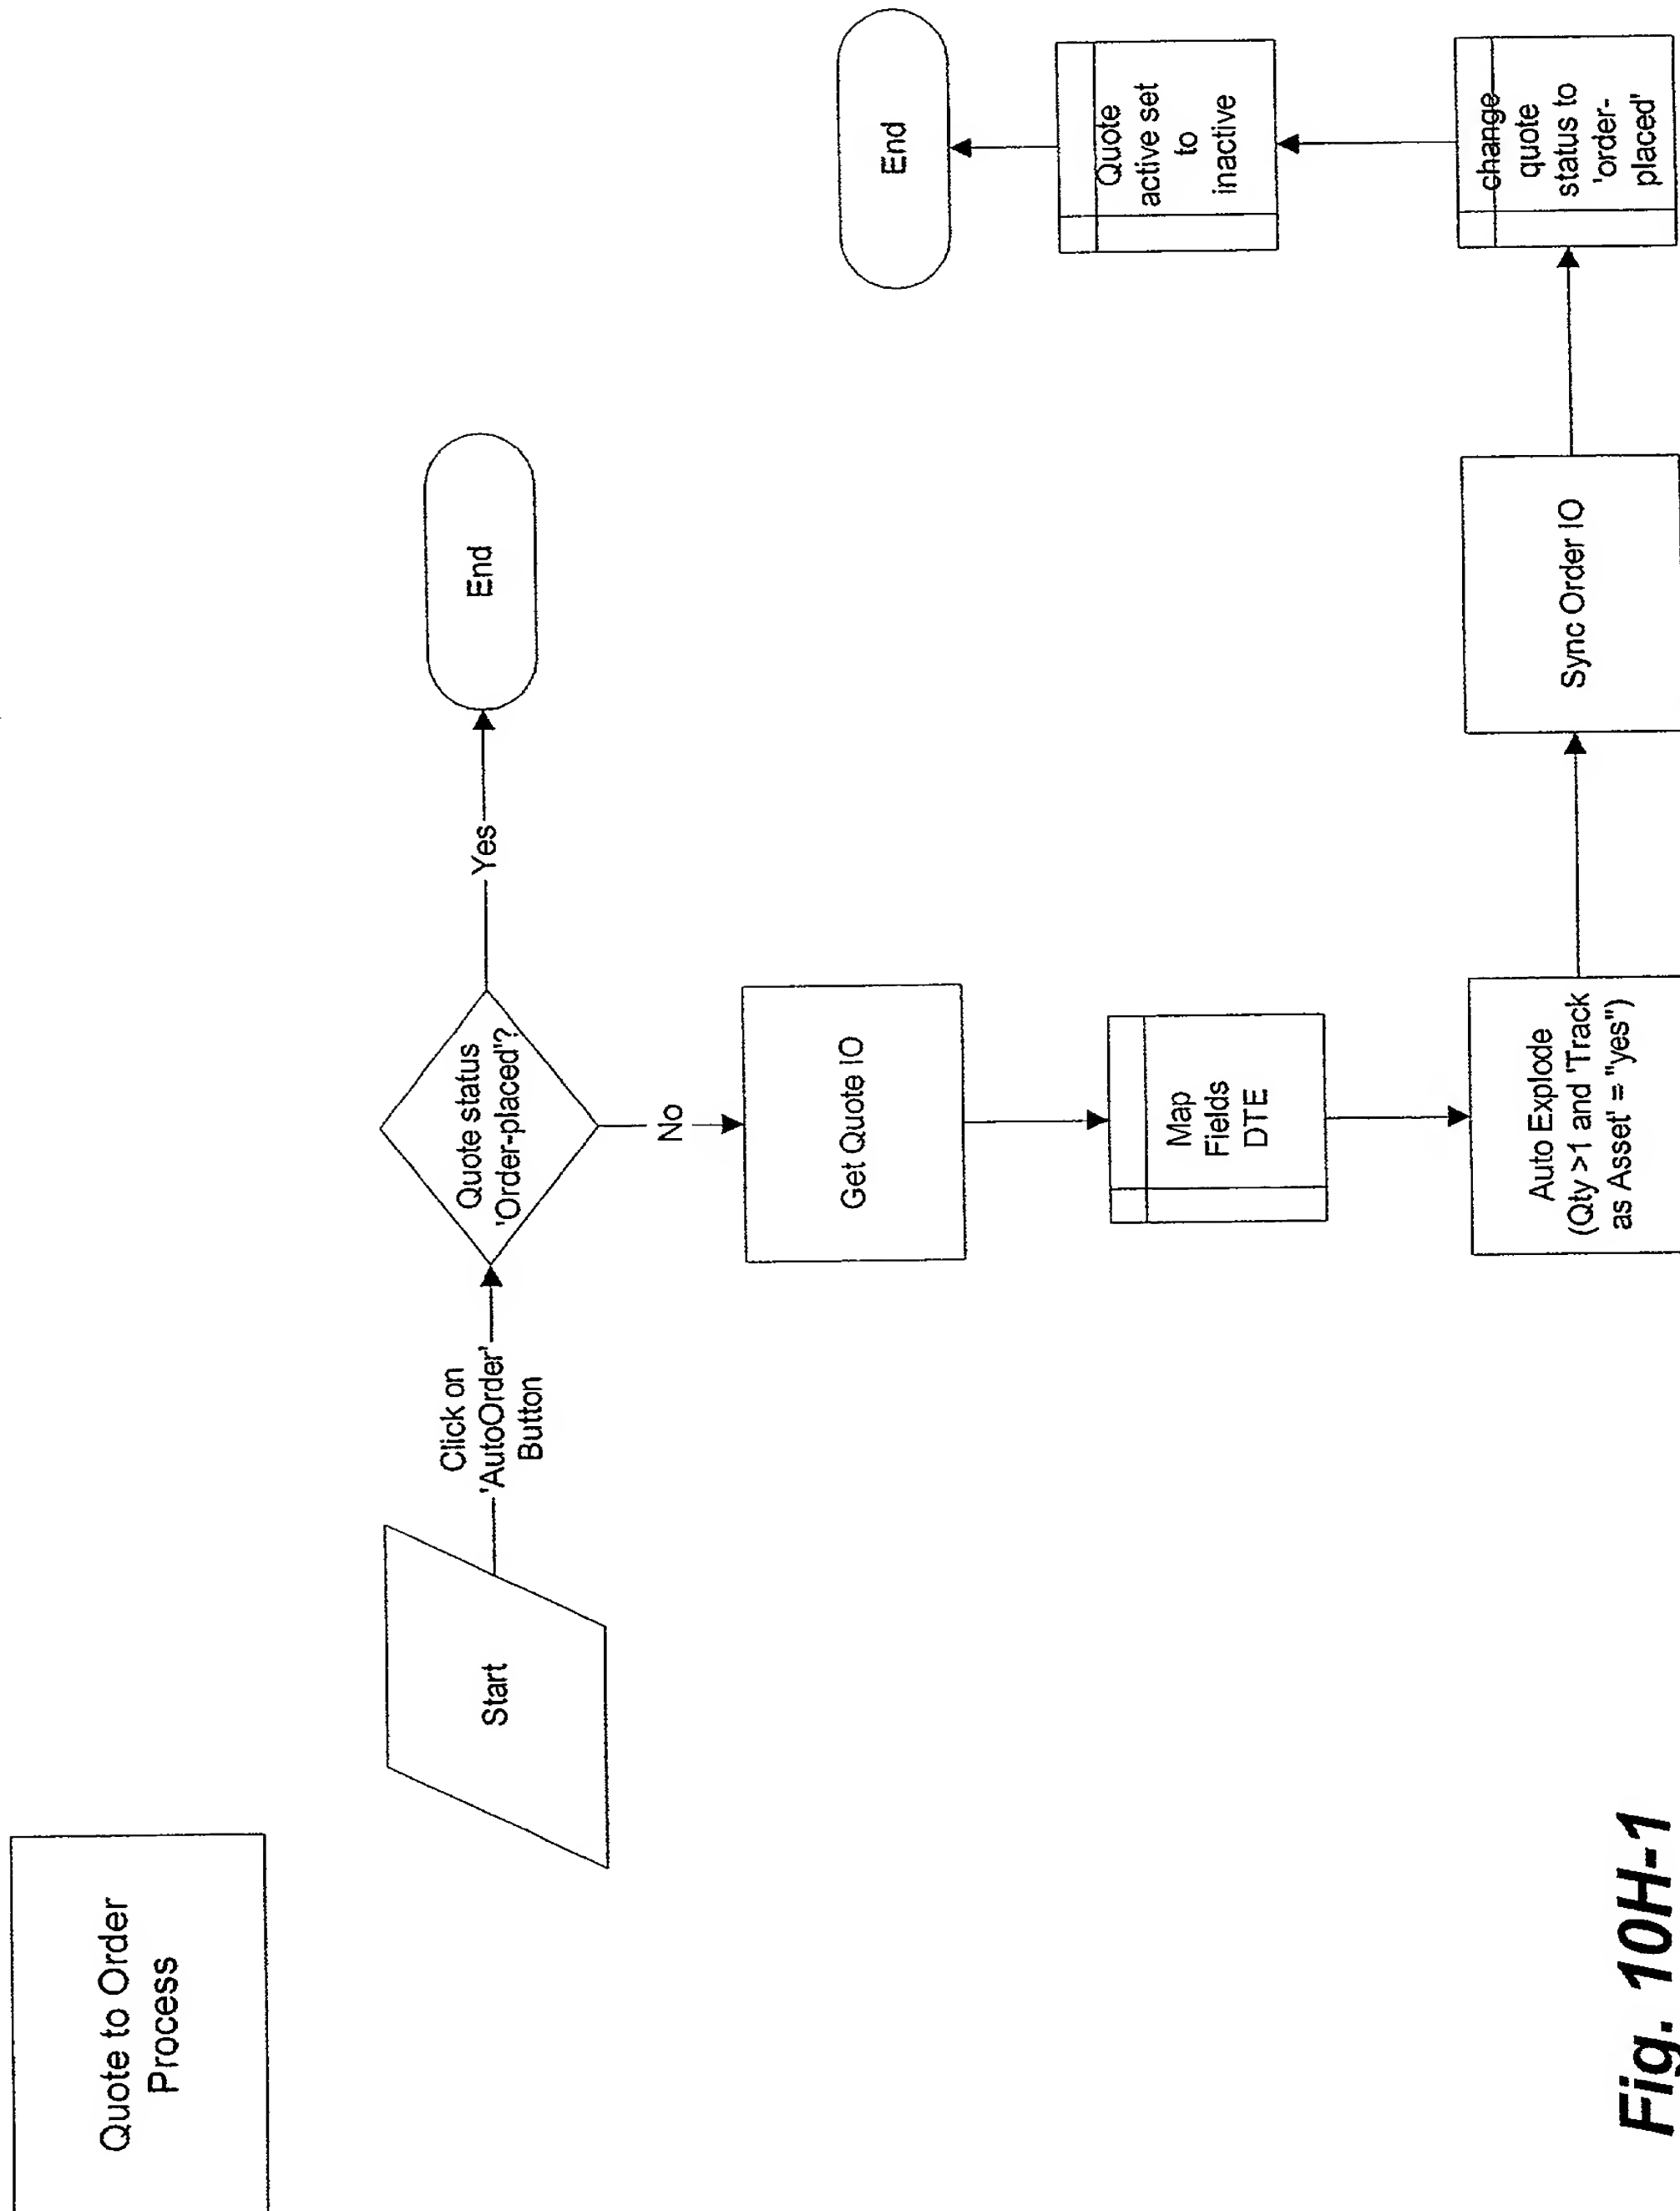 Quote to Order
Process
Start
Click on
'AutoOrder'
Button
Quote status
'Order-placed'?
Yes
End
No
Get Quote IO
Map
Fields
DTE
Auto Explode
(Qty >1 and 'Track
as Asset' = "yes")
Sync Order IO
change
quote
status to
'order-
placed'
Quote
active set
to
inactive
End
Fig. 10H-1